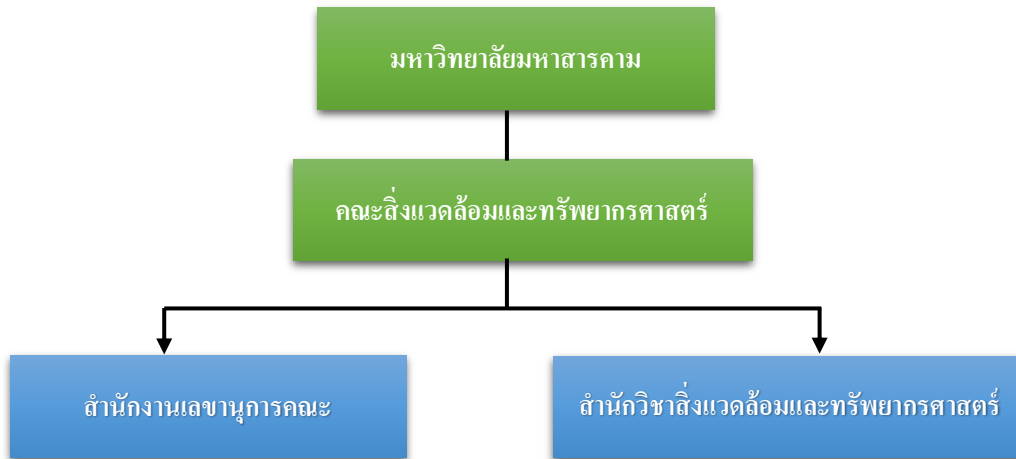 มหาวิทยาลัยมหาสารคาม
คณะสิ่งแวดล้อมและทรัพยากรศาสตร์
สำนักงานเลขานุการคณะ
สำนักวิชาสิ่งแวดล้อมและทรัพยากรศาสตร์